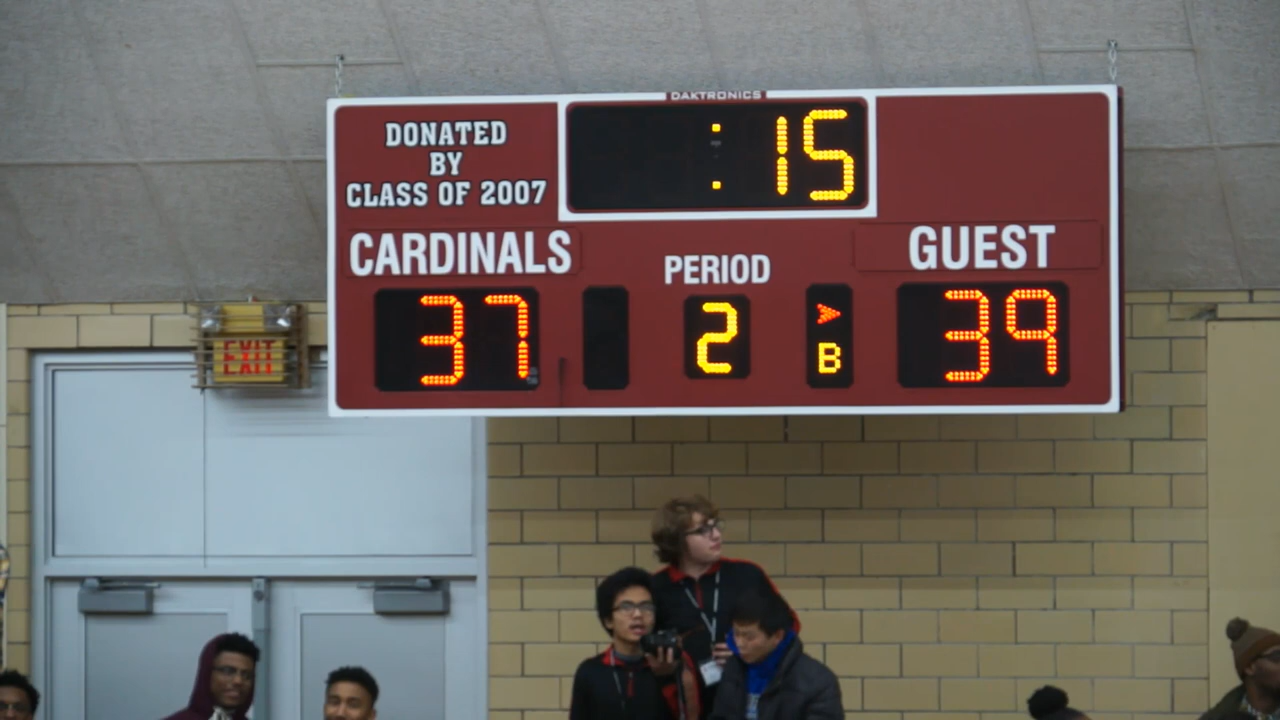 DAKTRONICS
DONATED
BY
CLASS OF 2007
:15
CARDINALS
PERIOD
GUEST
37
2
B
39
EXIT